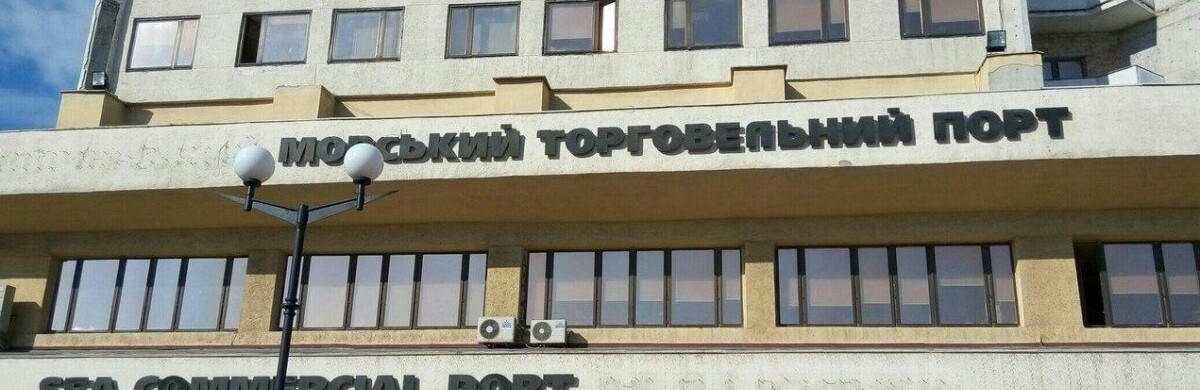 МОРСЬКИЙ ТОРГОВЕЛЬНИЙ ПОРТ
SEA COMMERCIAL PORT